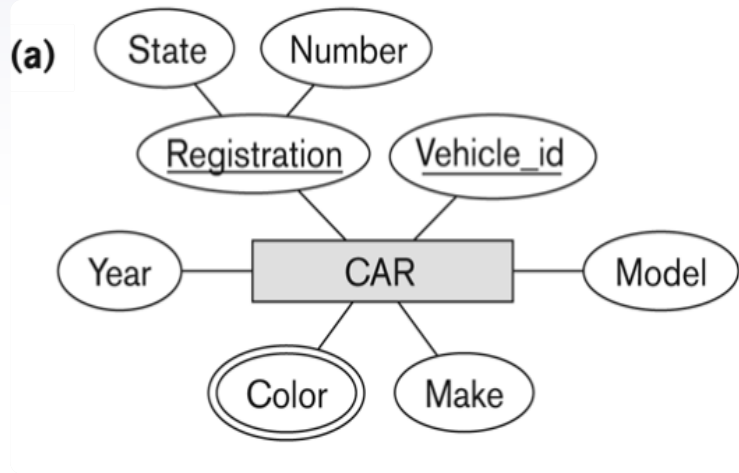 (a)
State
Number
Registration
Vehicle_id
Year
CAR
Model
Color
Make